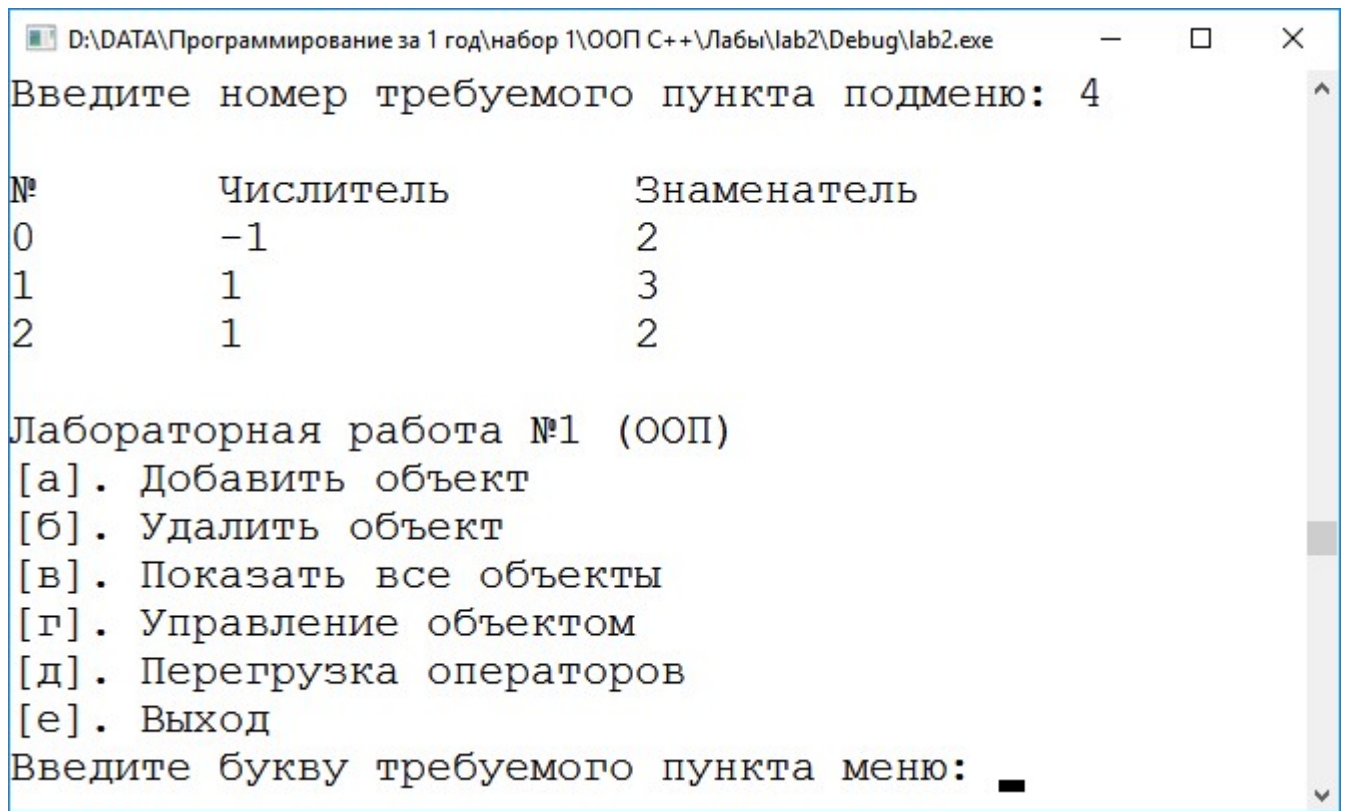 D:\DATA\Программирование за 1 год\набор 1\ООП C++\Лабы\lab2\Debug\lab2.exe
Введите номер требуемого пункта подменю: 4
№ Числитель Знаменатель
0 -1 2
1 1 3
2 1 2
Лабораторная работа №1 (ООП)
[а]. Добавить объект
[б]. Удалить объект
[в]. Показать все объекты
[г]. Управление объектом
[д]. Перегрузка операторов
[е]. Выход
Введите букву требуемого пункта меню: